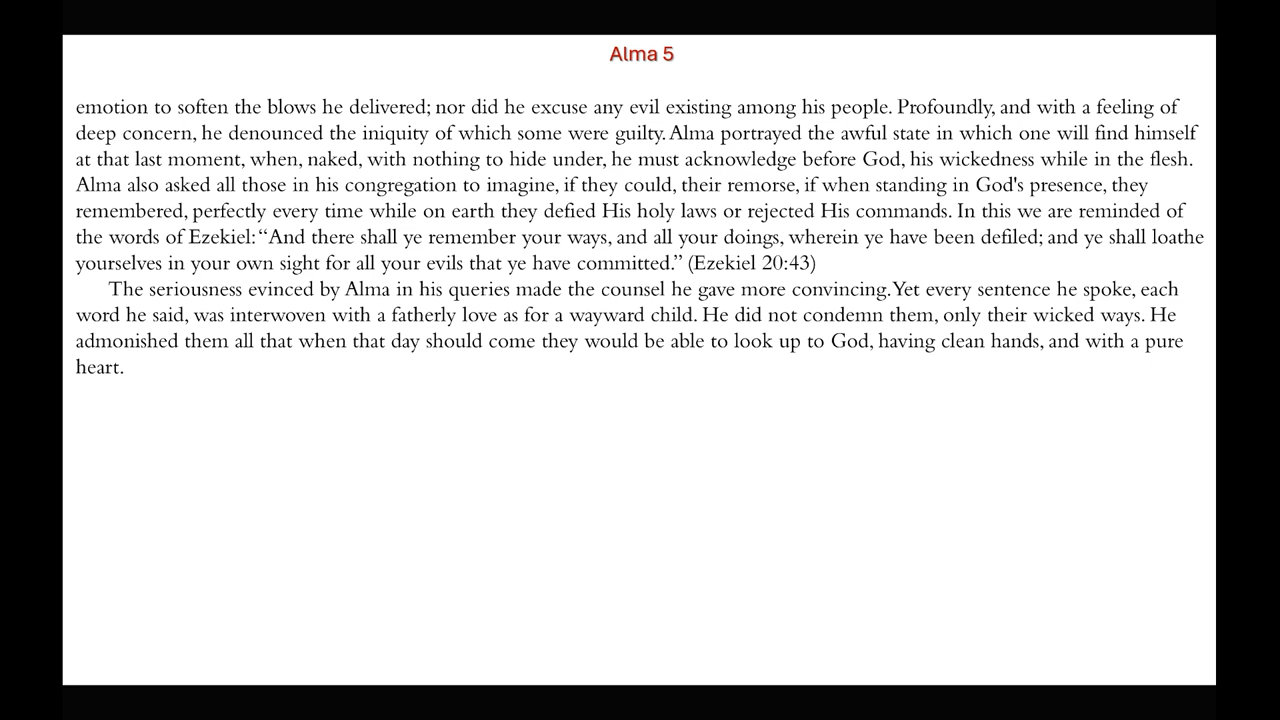 Alma 5
emotion to soften the blows he delivered; nor did he excuse any evil existing among his people. Profoundly, and with a feeling of
deep concern, he denounced the iniquity of which some were guilty. Alma portrayed the awful state in which one will find himself
at that last moment, when, naked, with nothing to hide under, he must acknowledge before God, his wickedness while in the flesh.
Alma also asked all those in his congregation to imagine, if they could, their remorse, if when standing in God's presence, they
remembered, perfectly every time while on earth they defied His holy laws or rejected His commands. In this we are reminded of
the words of Ezekiel: “And there shall ye remember your ways, and all your doings, wherein ye have been defiled; and ye shall loathe
yourselves in your own sight for all your evils that ye have committed.” (Ezekiel 20:43)
The seriousness evinced by Alma in his queries made the counsel he gave more convincing. Yet every sentence he spoke, each
word he said, was interwoven with a fatherly love as for a wayward child. He did not condemn them, only their wicked ways. He
admonished them all that when that day should come they would be able to look up to God, having clean hands, and with a pure
heart.